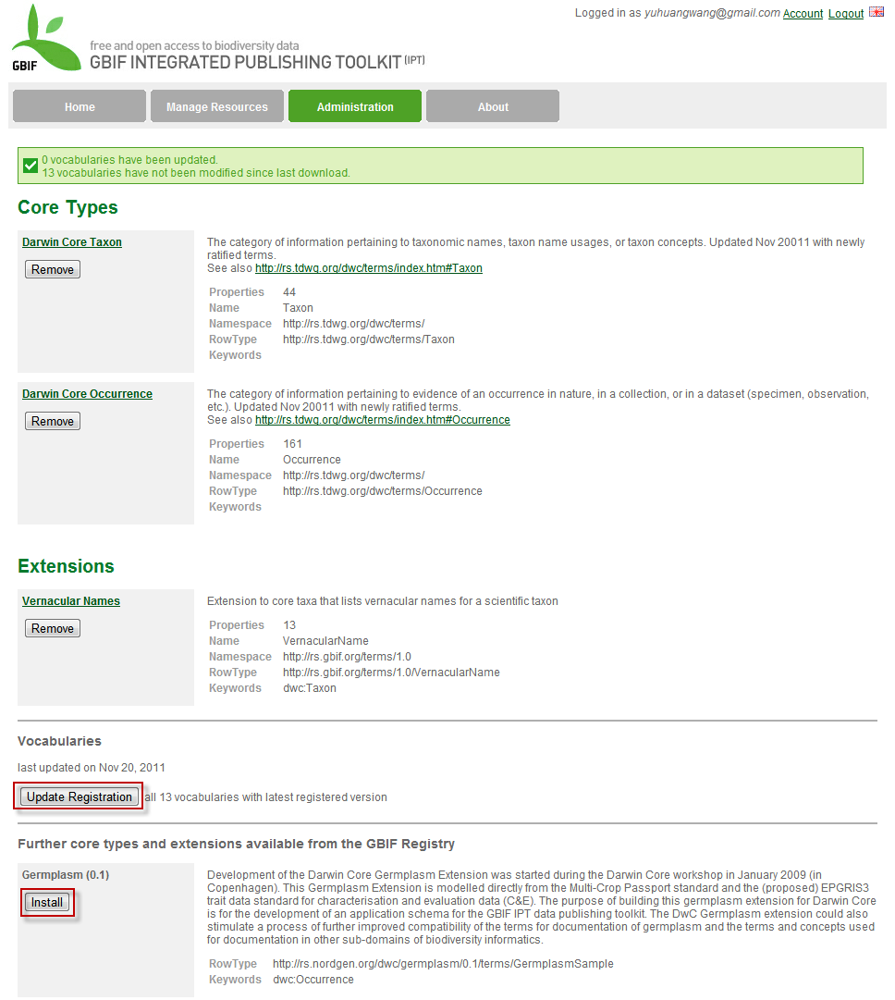 Logged in as yuhuangwang@gmail.com Account Logout
GBIF
free and open access to biodiversity data
GBIF INTEGRATED PUBLISHING TOOLKIT (IPT)
Home Manage Resources Administration About
0 vocabularies have been updated.
13 vocabularies have not been modified since last download.
Core Types
Darwin Core Taxon
Remove
The category of information pertaining to taxonomic names, taxon name usages, or taxon concepts. Updated Nov 20011 with newly
ratified terms.
See also http://rs.tdwg.org/dwc/terms/index.htm#Taxon
Properties 44
Name Taxon
Namespace http://rs.tdwg.org/dwc/terms/
RowType http://rs.tdwg.org/dwc/terms/Taxon
Keywords
Darwin Core Occurrence
Remove
The category of information pertaining to evidence of an occurrence in nature, in a collection, or in a dataset (specimen, observation,
etc.). Updated Nov 20011 with newly ratified terms.
See also http://rs.tdwg.org/dwc/terms/index.htm#Occurrence
Properties 161
Name Occurrence
Namespace http://rs.tdwg.org/dwc/terms/
RowType http://rs.tdwg.org/dwc/terms/Occurrence
Keywords
Extensions
Vernacular Names
Remove
Extension to core taxa that lists vernacular names for a scientific taxon
Properties 13
Name VernacularName
Namespace http://rs.gbif.org/terms/1.0
RowType http://rs.gbif.org/terms/1.0/VernacularName
Keywords dwc:Taxon
Vocabularies
last updated on Nov 20, 2011
Update Registration all 13 vocabularies with latest registered version
Further core types and extensions available from the GBIF Registry
Germplasm (0.1)
Install
Development of the Darwin Core Germplasm Extension was started during the Darwin Core workshop in January 2009 (in
Copenhagen). This Germplasm Extension is modelled directly from the Multi-Crop Passport standard and the (proposed) EPGRIS3
trait data standard for characterisation and evaluation data (C&E). The purpose of building this germplasm extension for Darwin Core
is for the development of an application schema for the GBIF IPT data publishing toolkit. The DwC Germplasm extension could also
stimulate a process of further improved compatibility of the terms for documentation of germplasm and the terms and concepts used
for documentation in other sub-domains of biodiversity informatics.
RowType http://rs.nordgen.org/dwc/germplasm/0.1/terms/GermplasmSample
Keywords dwc:Occurrence